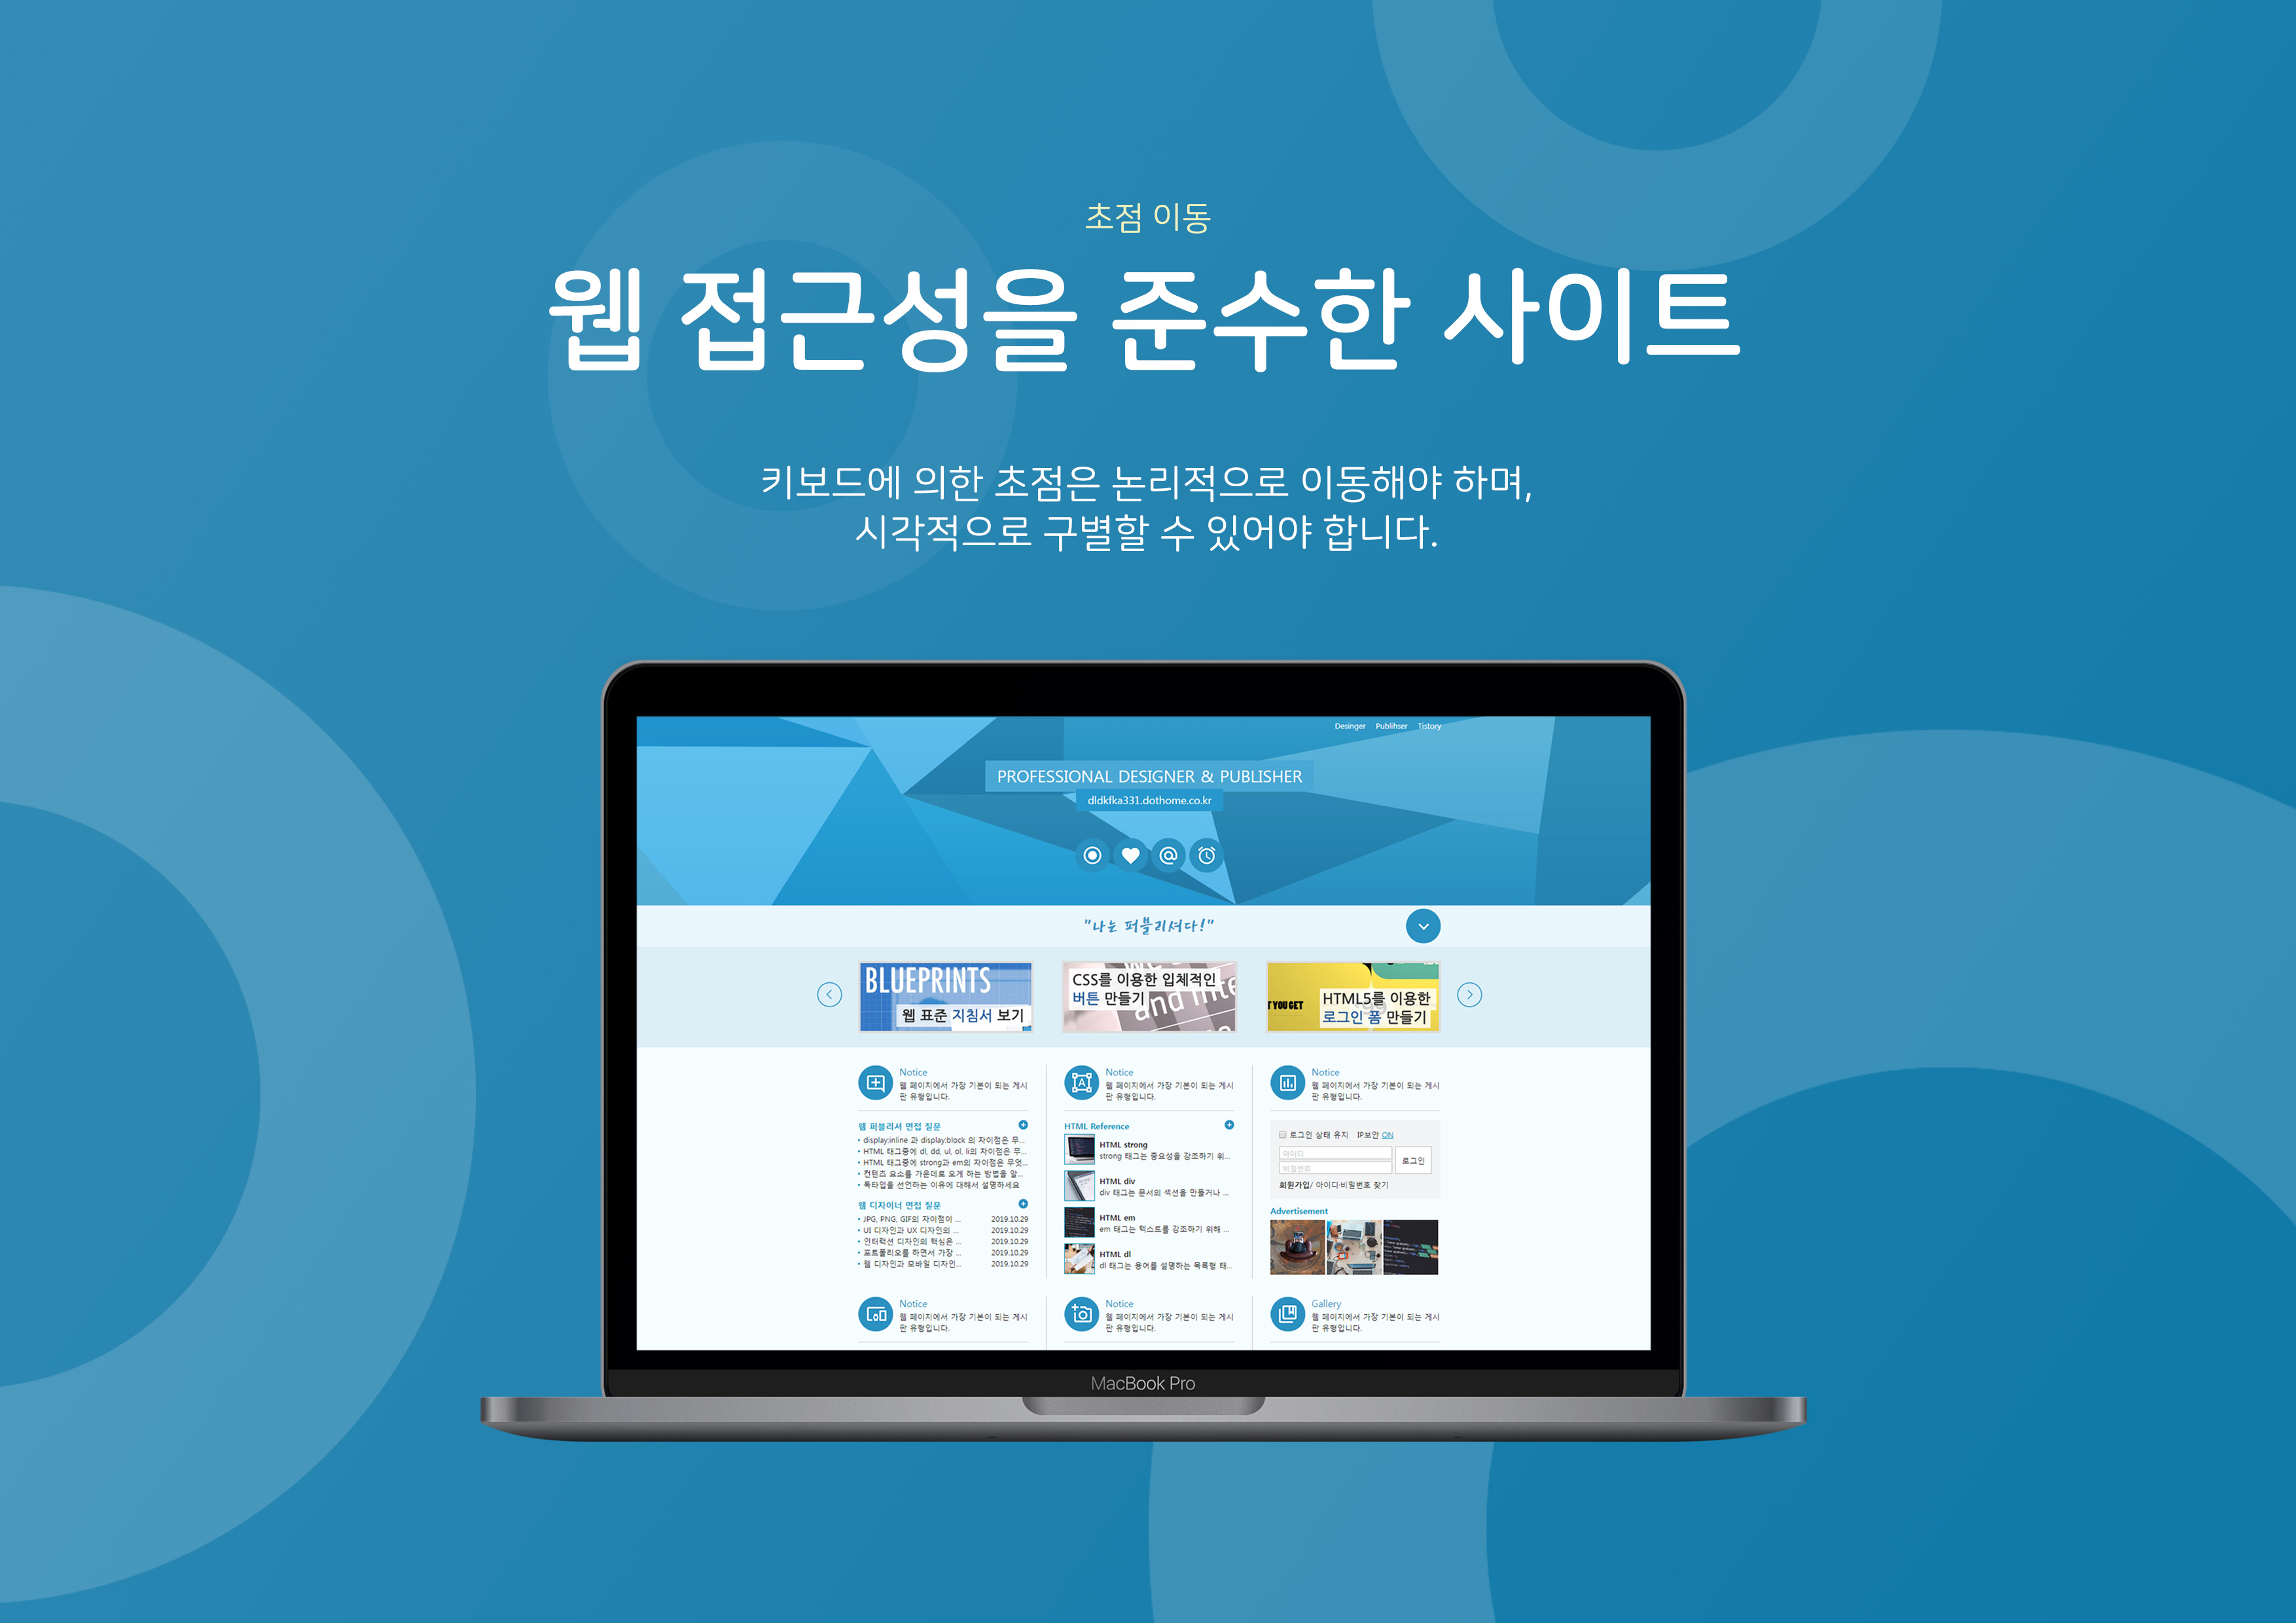 초점 이동
웹 접근성을 준수한 사이트
키보드에 의한 초점은 논리적으로 이동해야 하며,
시각적으로 구별할 수 있어야 합니다.
Desinger Publihser Tistory
PROFESSIONAL DESIGNER & PUBLISHER
dldkfka331.dothome.co.kr
"나는 퍼블리셔다!"
BLUEPRINTS
웹 표준 지침서 보기
CSS를 이용한 입체적인
버튼 만들기
and inte
T YOU GET
HTML5를 이용한
로그인 폼 만들기
Notice
웹 페이지에서 가장 기본이 되는 게시
판 유형입니다.
웹 퍼블리셔 면접 질문
display:inline 과 display:block 의 차이점은 무...
HTML 태그중에 dl, dd, ul, ol, li의 차이점은 무...
HTML 태그중에 strong과 em의 차이점은 무엇...
컨텐츠 요소를 가운데로 오게 하는 방법을 알...
독타입을 선언하는 이유에 대해서 설명하세요
웹 디자이너 면접 질문
JPG, PNG, GIF의 차이점이 ... 2019.10.29
UI 디자인과 UX 디자인의 ... 2019.10.29
인터렉션 디자인의 핵심은 ... 2019.10.29
포트폴리오를 하면서 가장 ... 2019.10.29
웹 디자인과 모바일 디자인... 2019.10.29
Notice
웹 페이지에서 가장 기본이 되는 게시
판 유형입니다.
HTML Reference
HTML strong
strong 태그는 중요성을 강조하기 위...
HTML div
div 태그는 문서의 섹션을 만들거나 ...
HTML em
em 태그는 텍스트를 강조하기 위해 ...
HTML dl
dl 태그는 용어를 설명하는 목록형 태...
Notice
웹 페이지에서 가장 기본이 되는 게시
판 유형입니다.
로그인 상태 유지 IP보안 ON
아이디
비밀번호
로그인
회원가입/ 아이디·비밀번호 찾기
Advertisement
Notice
웹 페이지에서 가장 기본이 되는 게시
판 유형입니다.
Notice
웹 페이지에서 가장 기본이 되는 게시
판 유형입니다.
Gallery
웹 페이지에서 가장 기본이 되는 게시
판 유형입니다.
MacBook Pro